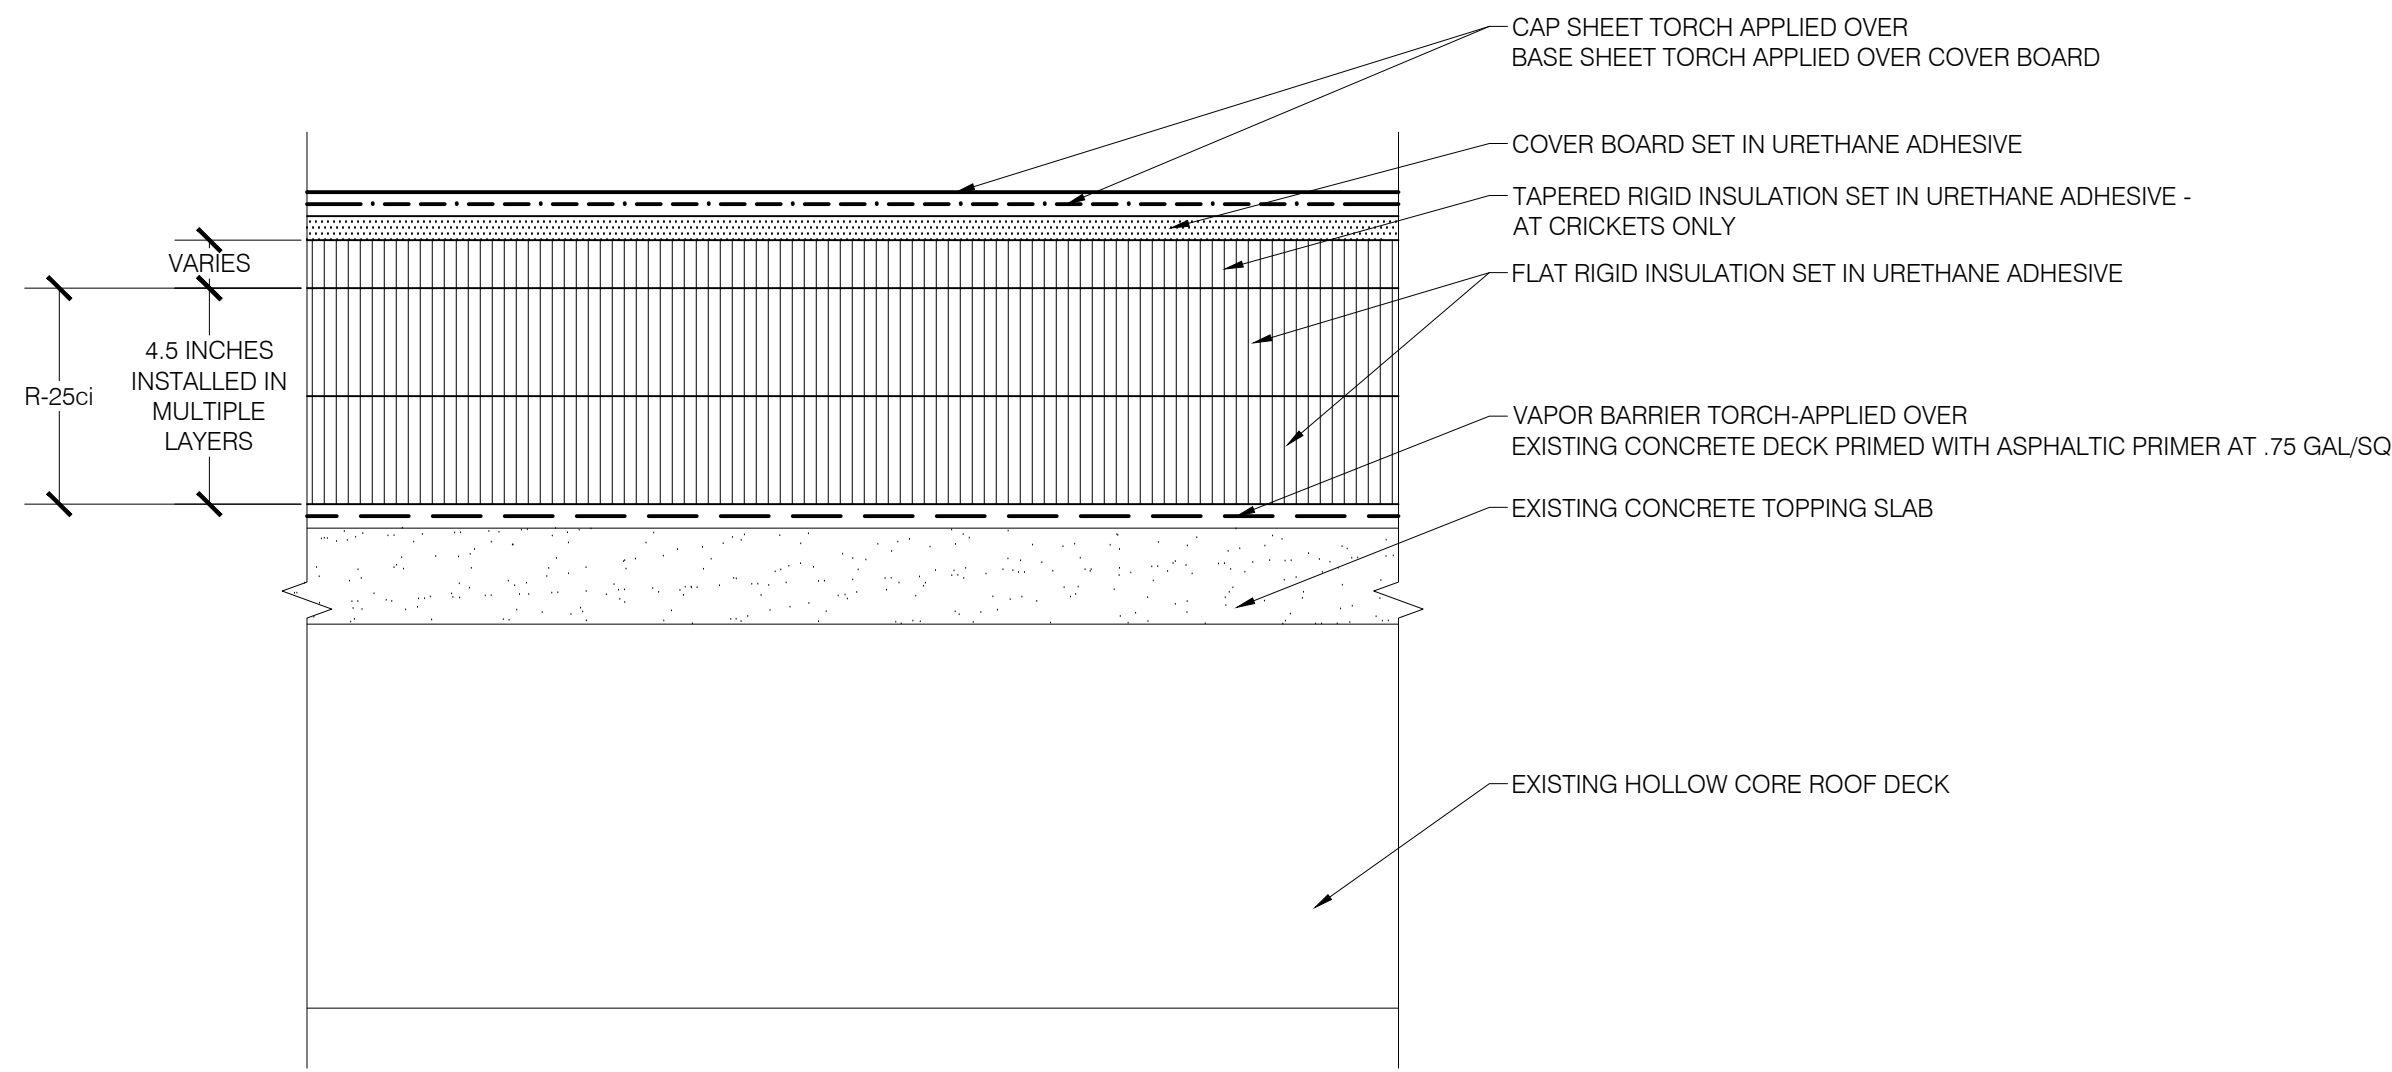 CAP SHEET TORCH APPLIED OVER
BASE SHEET TORCH APPLIED OVER COVER BOARD
COVER BOARD SET IN URETHANE ADHESIVE
TAPERED RIGID INSULATION SET IN URETHANE ADHESIVE -
AT CRICKETS ONLY
VARIES
FLAT RIGID INSULATION SET IN URETHANE ADHESIVE
4.5 INCHES
INSTALLED IN
MULTIPLE
LAYERS
R-25ci
VAPOR BARRIER TORCH-APPLIED OVER
EXISTING CONCRETE DECK PRIMED WITH ASPHALTIC PRIMER AT .75 GAL/SQ
EXISTING CONCRETE TOPPING SLAB
EXISTING HOLLOW CORE ROOF DECK